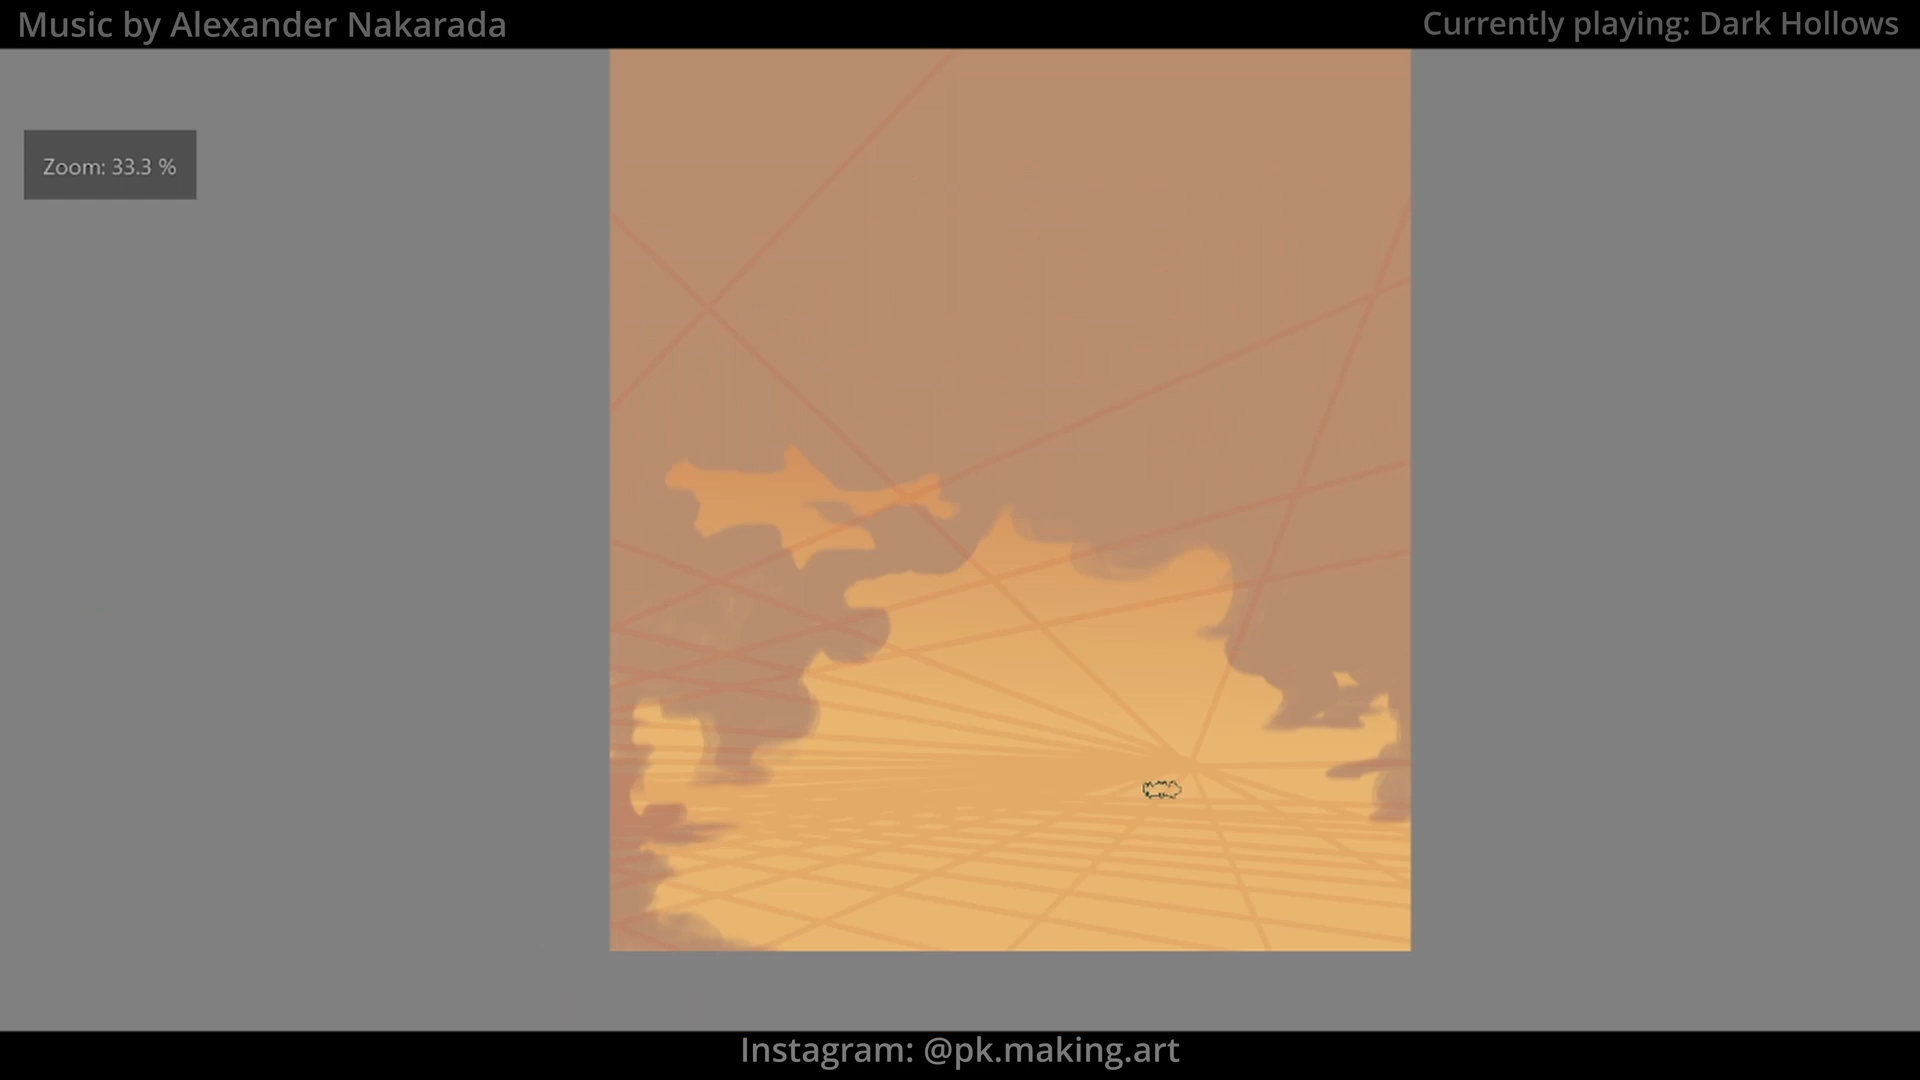 Music by Alexander Nakarada
Currently playing: Dark Hollows
Zoom: 33.3 %
Instagram: @pk.making.art